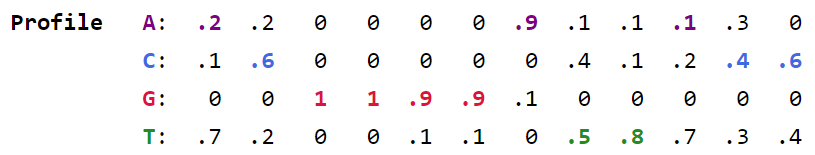 Profile A: .2 .2 0 0 0 0 .9 .1 .1 .1 .3 0
C: .1 .6 0 0 0 0 0 .4 .1 .2 .4 .6
G: 0 0 1 1 .9 .9 .1 0 0 0 0 0
T: .7 .2 0 0 .1 .1 0 .5 .8 .7 .3 .4